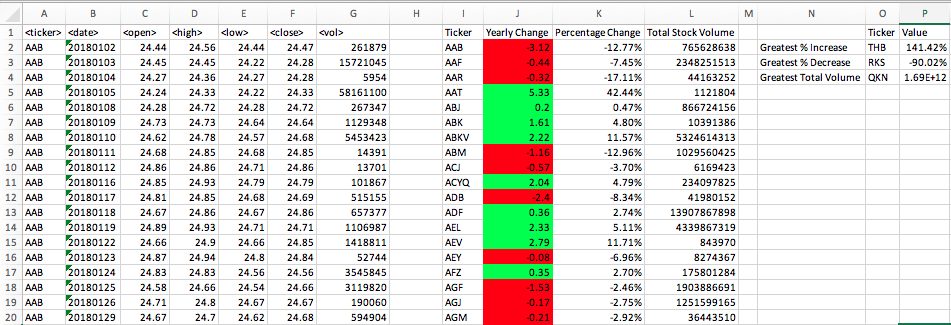 A B C D E F G H I J K L M N O P
1 <ticker> <date> <open> <high> <low> <close> <vol> Ticker Yearly Change Percentage Change Total Stock Volume Ticker Value
2 AAB 20180102 24.44 24.56 24.44 24.47 261879 AAB -3.12 -12.77% 765628638 Greatest % Increase THB 141.42%
3 AAB 20180103 24.45 24.45 24.22 24.28 15721045 AAF -0.44 -7.45% 2348251513 Greatest % Decrease RKS -90.02%
4 AAB 20180104 24.27 24.36 24.27 24.28 5954 AAR -0.32 -17.11% 44163252 Greatest Total Volume QKN 1.69E+12
5 AAB 20180105 24.24 24.33 24.22 24.33 58161100 AAT 5.33 42.44% 1121804
6 AAB 20180108 24.28 24.72 24.28 24.72 267347 ABJ 0.2 0.47% 866724156
7 AAB 20180109 24.73 24.73 24.64 24.64 1129348 ABK 1.61 4.80% 10391386
8 AAB 20180110 24.62 24.78 24.57 24.68 5453423 ABKV 2.22 11.57% 5324614313
9 AAB 20180111 24.68 24.85 24.68 24.85 14391 ABM -1.16 -12.96% 1029560425
10 AAB 20180112 24.86 24.86 24.71 24.86 13701 ACJ -0.57 -3.70% 6169423
11 AAB 20180116 24.85 24.93 24.79 24.79 101867 ACYQ 2.04 4.79% 234097825
12 AAB 20180117 24.81 24.85 24.68 24.69 515155 ADB -2.4 -8.34% 41980152
13 AAB 20180118 24.67 24.86 24.67 24.86 657377 ADF 0.36 2.74% 13907867898
14 AAB 20180119 24.89 24.93 24.71 24.71 1106987 AEL 2.33 5.11% 4339867319
15 AAB 20180122 24.66 24.9 24.66 24.85 1418811 AEV 2.79 11.71% 843970
16 AAB 20180123 24.87 24.94 24.8 24.84 52744 AEY -0.08 -6.96% 8274367
17 AAB 20180124 24.83 24.83 24.56 24.56 3545845 AFZ 0.35 2.70% 175801284
18 AAB 20180125 24.58 24.66 24.54 24.66 3119820 AGF -1.53 -2.46% 1903886691
19 AAB 20180126 24.71 24.8 24.67 24.67 190060 AGJ -0.17 -2.75% 1251599165
20 AAB 20180129 24.67 24.7 24.62 24.68 594904 AGM -0.21 -2.92% 36443510